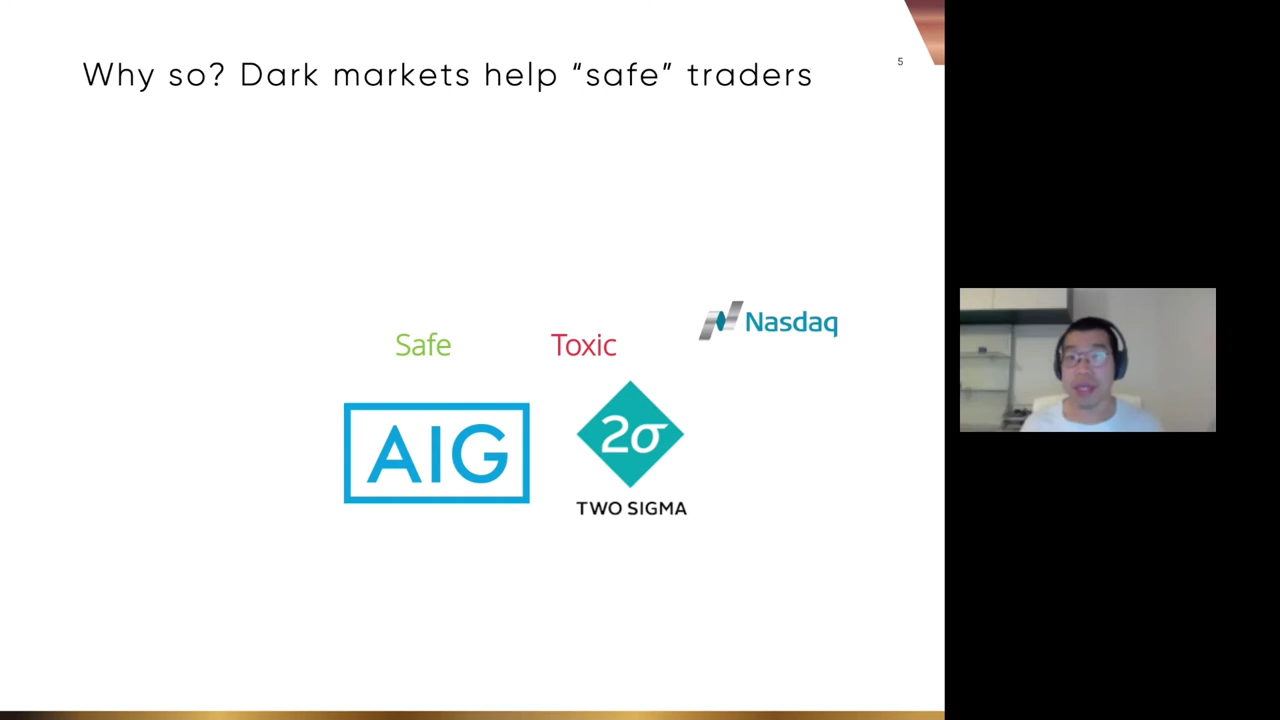 Why so? Dark markets help “safe” traders
5
Nasdaq
Safe
Toxic
AIG
2σ
TWO SIGMA